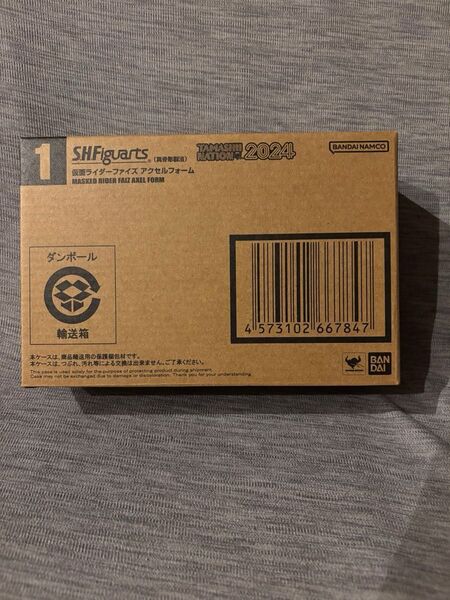 1
S.H.Figuarts (真骨彫製法)
TAMASHII NATION 2024
BANDAI NAMCO
仮面ライダーファイズ アクセルフォーム
MASKED RIDER FAIZ AXEL FORM
ダンボール
輸送箱
4 573102 667847
本ケースは、商品輸送用の保護梱包材です。
本ケースは、つぶれ、汚れ等による交換は出来ません。ご了承ください。
This case is used solely for the purpose of protecting product during shipment.
Case may not be exchanged due to damage or discoloration. Thank you for your understanding.
BAN
DAI